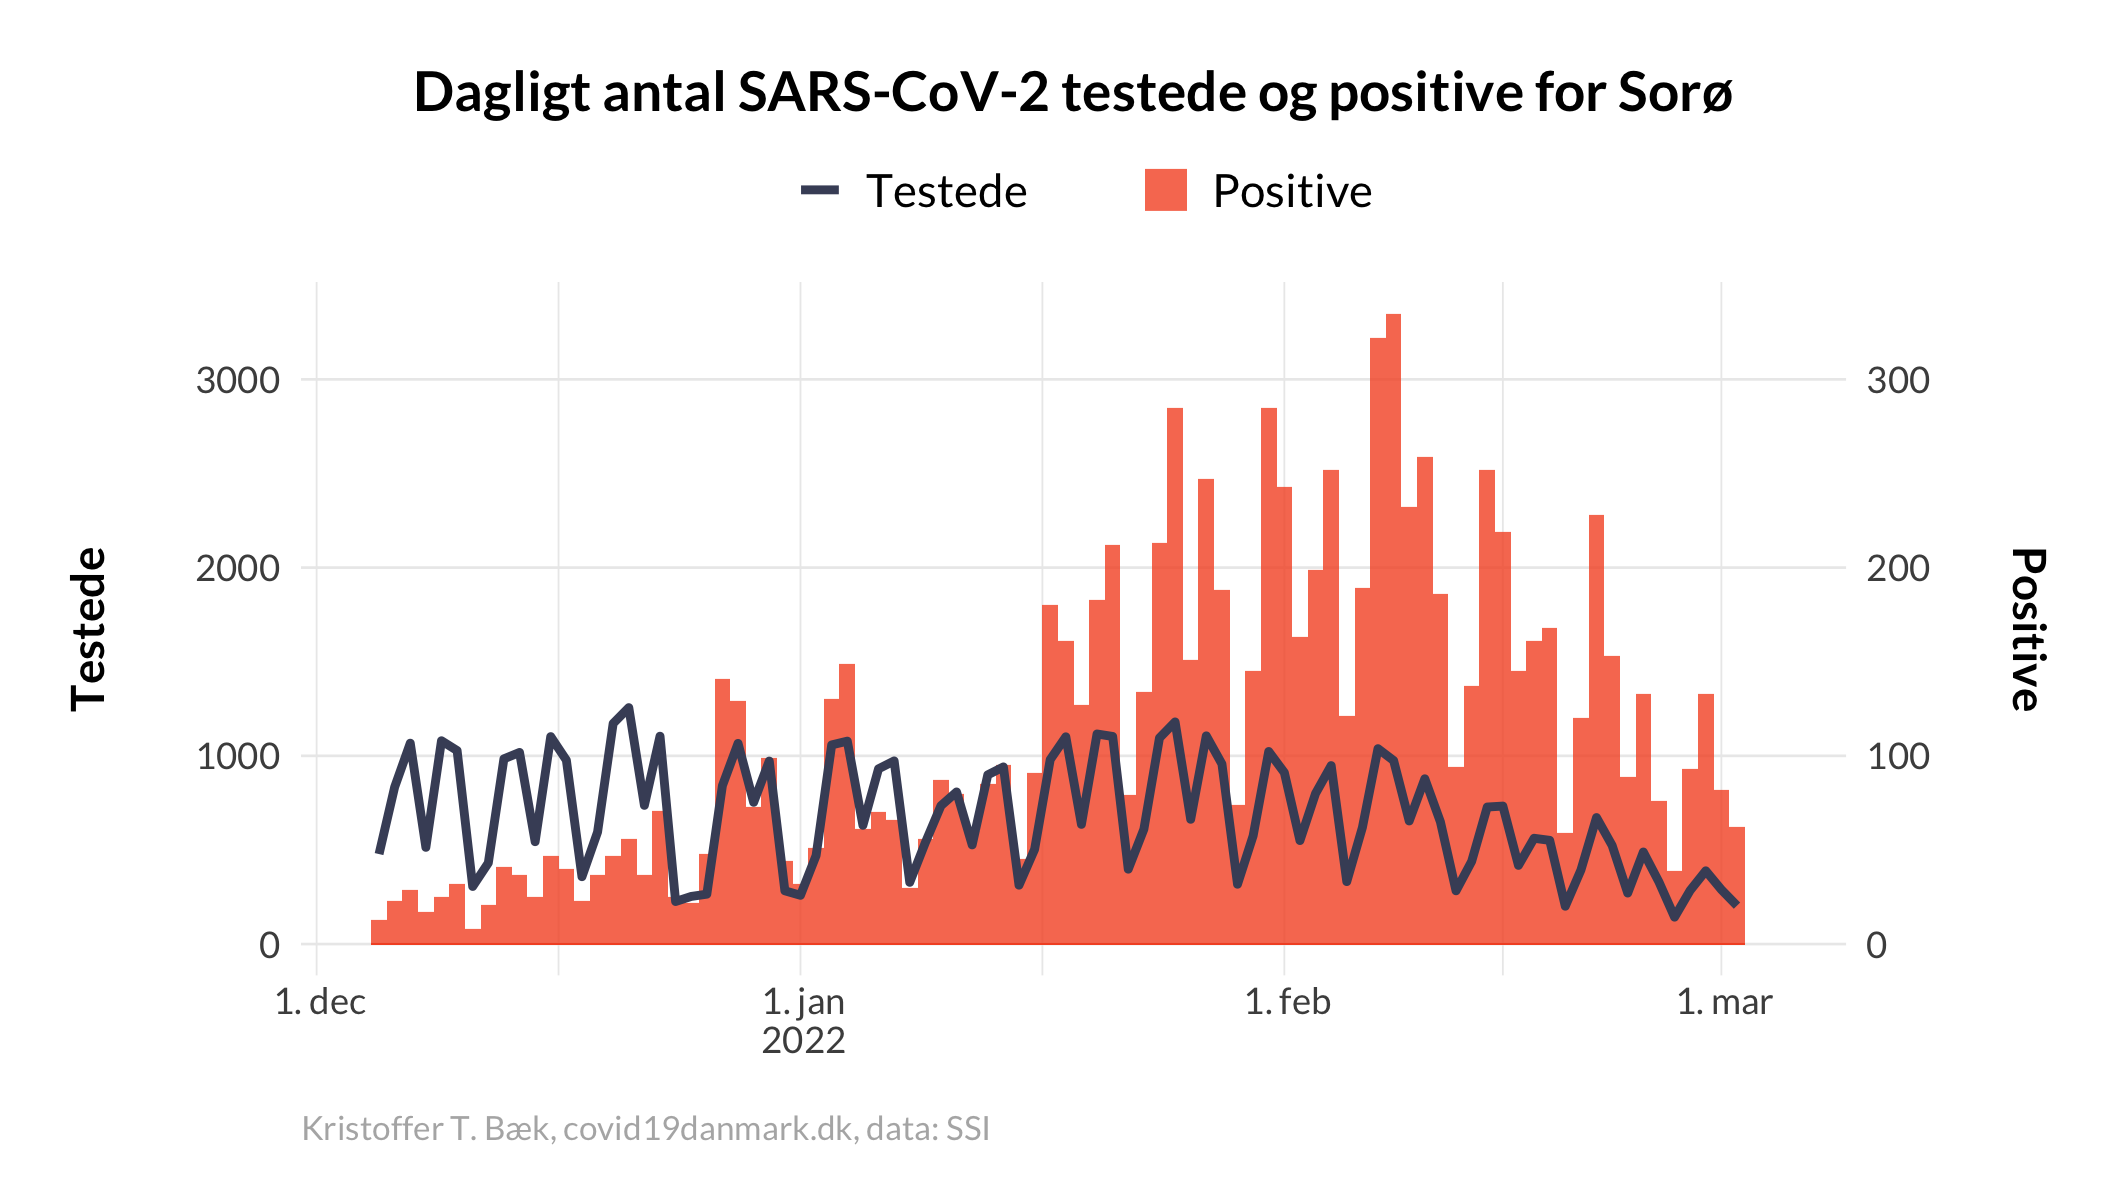 Dagligt antal SARS-CoV-2 testede og positive for Sorø
Testede
Positive
Testede
3000
2000
1000
0
300
200
100
0
Positive
1. dec
1. jan
2022
1. feb
1. mar
Kristoffer T. Bæk, covid19danmark.dk, data: SSI